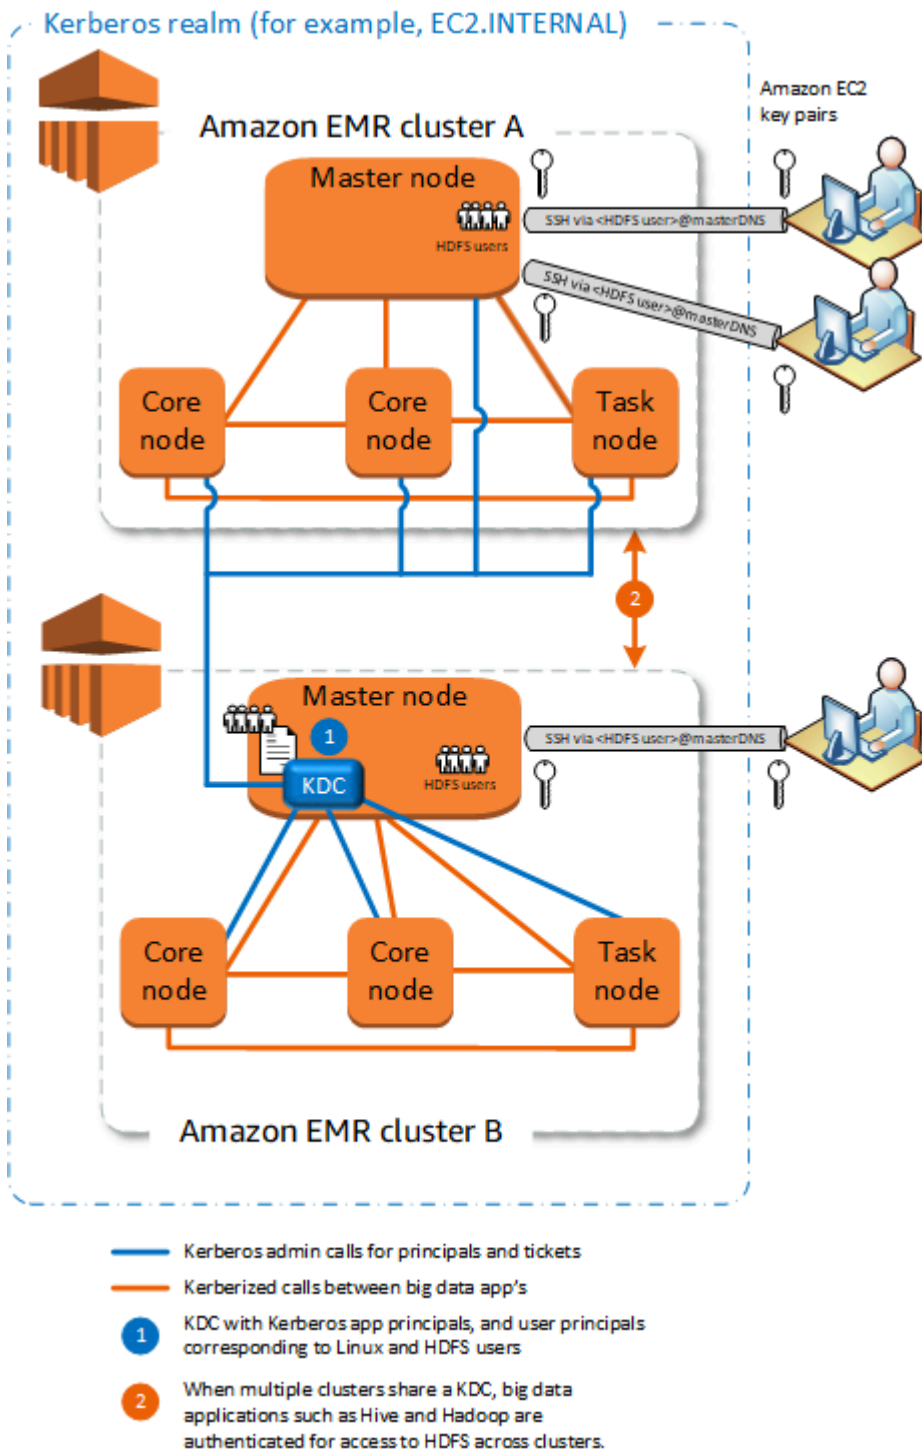 Kerberos realm (for example, EC2.INTERNAL)
Amazon EC2
key pairs
Amazon EMR cluster A
Master node
HDFS users
SSH via <HDFS user>@masterDNS
SSH via <HDFS user>@masterDNS
Core
node
Core
node
Task
node
2
Master node
1
KDC
HDFS users
SSH via <HDFS user>@masterDNS
Core
node
Core
node
Task
node
Amazon EMR cluster B
Kerberos admin calls for principals and tickets
Kerberized calls between big data app's
1
KDC with Kerberos app principals, and user principals
corresponding to Linux and HDFS users
2
When multiple clusters share a KDC, big data
applications such as Hive and Hadoop are
authenticated for access to HDFS across clusters.